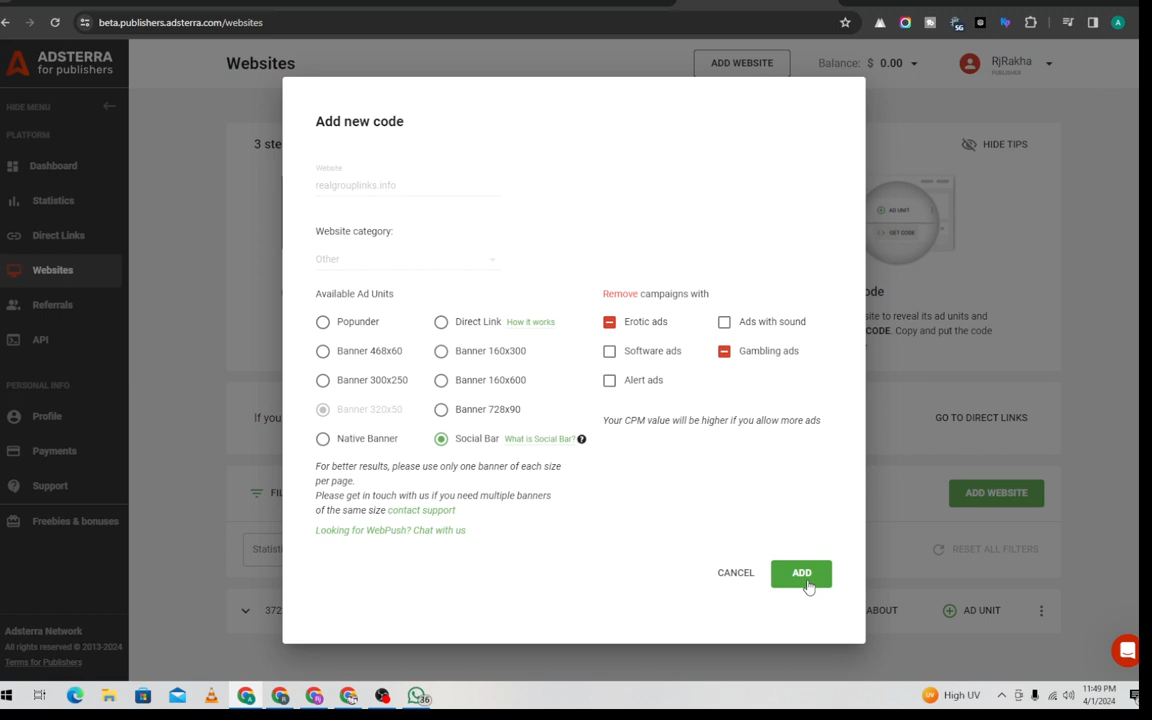 beta.publishers.adsterra.com/websites
A
ADSTERRA
for publishers
Websites
ADD WEBSITE
Balance: $ 0.00
RjRakha
PUBLISHER
HIDE MENU
PLATFORM
Dashboard
Statistics
Direct Links
Websites
Referrals
API
PERSONAL INFO
Profile
Payments
Support
Freebies & bonuses
Adsterra Network
All rights reserved © 2013-2024
Terms for Publishers
3 ste
HIDE TIPS
AD UNIT
GET CODE
ode
site to reveal its ad units and
CODE. Copy and put the code
If you
GO TO DIRECT LINKS
FIL
ADD WEBSITE
Statisti
RESET ALL FILTERS
372
ABOUT
AD UNIT
Add new code
Website
realgrouplinks.info
Website category:
Other
Available Ad Units
Remove campaigns with
Popunder
Direct Link How it works
Erotic ads
Ads with sound
Banner 468x60
Banner 160x300
Software ads
Gambling ads
Banner 300x250
Banner 160x600
Alert ads
Banner 320x50
Banner 728x90
Your CPM value will be higher if you allow more ads
Native Banner
Social Bar What is Social Bar? ?
For better results, please use only one banner of each size
per page.
Please get in touch with us if you need multiple banners
of the same size contact support
Looking for WebPush? Chat with us
CANCEL
ADD
36
High UV
11:49 PM
4/1/2024